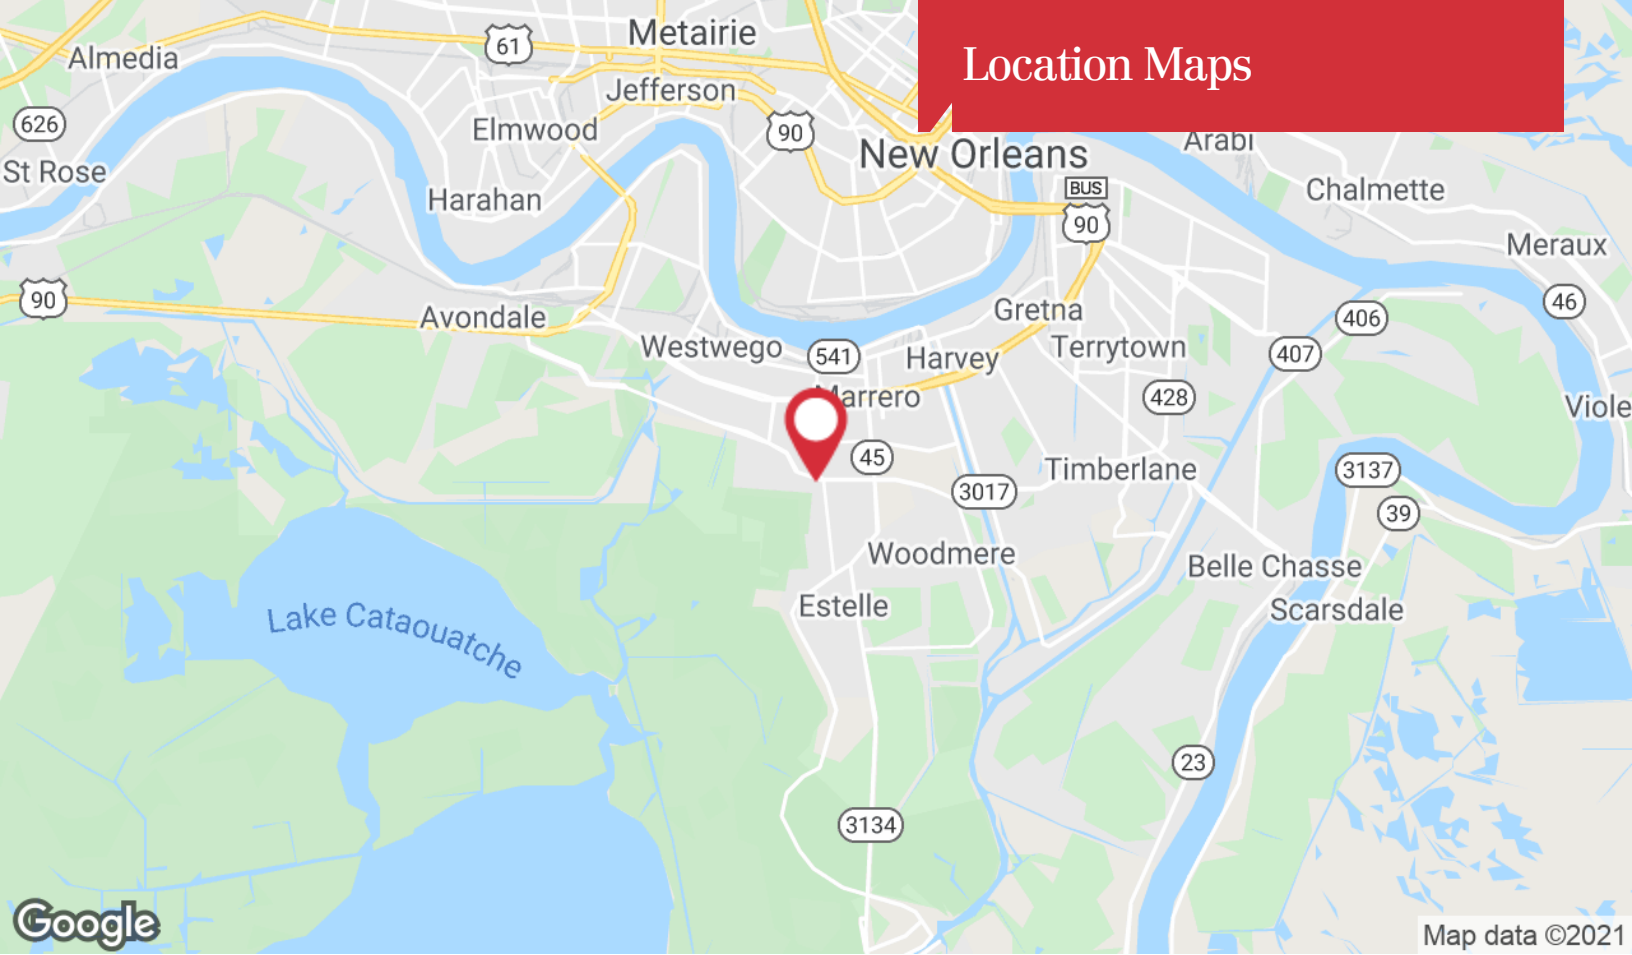 Location Maps
61
Metairie
Almedia
Jefferson
626
Elmwood
90
New Orleans
Arabi
St Rose
BUS
90
Chalmette
Harahan
Meraux
90
46
Avondale
Gretna
406
Westwego
541
Harvey
Terrytown
407
Marrero
428
Viole
45
Timberlane
3137
3017
39
Woodmere
Belle Chasse
Estelle
Scarsdale
Lake Cataouatche
23
3134
Google
Map data ©2021